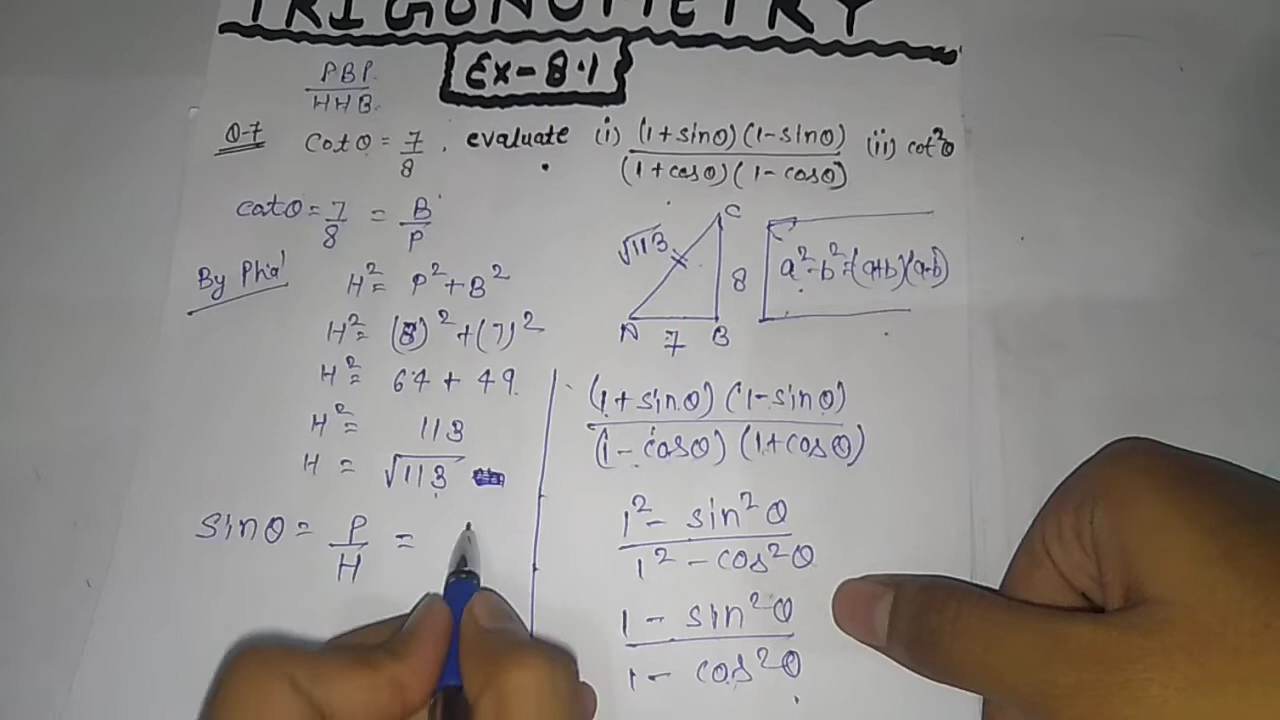 TRIGONOMETRY
Ex-8.1
PBP
HHB
Q-7 Cotθ = 7/8 . evaluate (i) (1+sinθ)(1-sinθ)/(1+cosθ)(1-cosθ) (ii) cot²θ
cotθ = 7/8 = B/P
By Pha'
H² = P²+B²
H² = (8)²+(7)²
H² = 64 + 49
H² = 113
H = √113
sinθ = P/H =
√113
C
8
A 7 B
a²-b²=(a+b)(a-b)
(1+sinθ)(1-sinθ)
(1-cosθ)(1+cosθ)
1²- sin²θ
1²-cos²θ
1- sin²θ
1- cos²θ